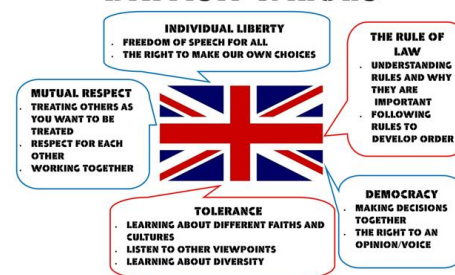 INDIVIDUAL LIBERTY
. FREEDOM OF SPEECH FOR ALL
. THE RIGHT TO MAKE OUR OWN CHOICES
THE RULE OF
LAW
. UNDERSTANDING
RULES AND WHY
THEY ARE
IMPORTANT
. FOLLOWING
RULES TO
DEVELOP ORDER
MUTUAL RESPECT
. TREATING OTHERS AS
YOU WANT TO BE
TREATED
. RESPECT FOR EACH
OTHER
. WORKING TOGETHER
DEMOCRACY
. MAKING DECISIONS
TOGETHER
. THE RIGHT TO AN
OPINION/VOICE
TOLERANCE
. LEARNING ABOUT DIFFERENT FAITHS AND
CULTURES
. LISTEN TO OTHER VIEWPOINTS
. LEARNING ABOUT DIVERSITY